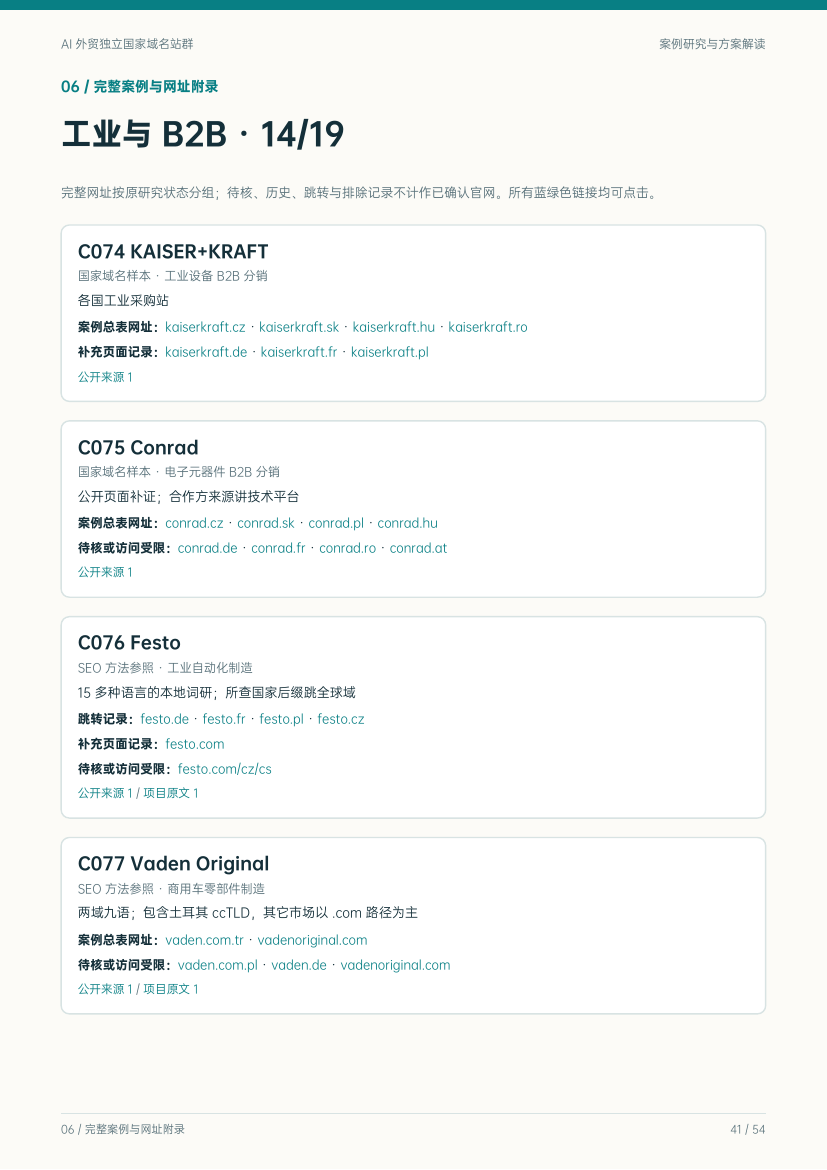 AI 外贸独立国家域名站群
案例研究与方案解读
06 / 完整案例与网址附录
工业与 B2B · 14/19
完整网址按原研究状态分组；待核、历史、跳转与排除记录不计作已确认官网。所有蓝绿色链接均可点击。
C074 KAISER+KRAFT
国家域名样本 · 工业设备 B2B 分销
各国工业采购站
案例总表网址：kaiserkraft.cz · kaiserkraft.sk · kaiserkraft.hu · kaiserkraft.ro
补充页面记录：kaiserkraft.de · kaiserkraft.fr · kaiserkraft.pl
公开来源 1
C075 Conrad
国家域名样本 · 电子元器件 B2B 分销
公开页面补证；合作方来源讲技术平台
案例总表网址：conrad.cz · conrad.sk · conrad.pl · conrad.hu
待核或访问受限：conrad.de · conrad.fr · conrad.ro · conrad.at
公开来源 1
C076 Festo
SEO 方法参照 · 工业自动化制造
15 多种语言的本地词研；所查国家后缀跳全球域
跳转记录：festo.de · festo.fr · festo.pl · festo.cz
补充页面记录：festo.com
待核或访问受限：festo.com/cz/cs
公开来源 1 / 项目原文 1
C077 Vaden Original
SEO 方法参照 · 商用车零部件制造
两域九语；包含土耳其 ccTLD，其它市场以 .com 路径为主
案例总表网址：vaden.com.tr · vadenoriginal.com
待核或访问受限：vaden.com.pl · vaden.de · vadenoriginal.com
公开来源 1 / 项目原文 1
06 / 完整案例与网址附录
41 / 54